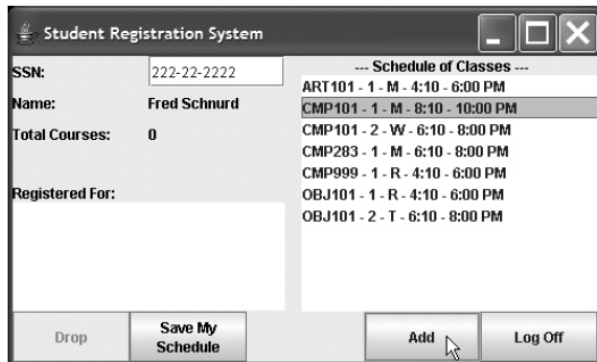 Student Registration System
SSN: 222-22-2222
Name: Fred Schnurd
Total Courses: 0
Registered For:
--- Schedule of Classes ---
ART101 - 1 - M - 4:10 - 6:00 PM
CMP101 - 1 - M - 8:10 - 10:00 PM
CMP101 - 2 - W - 6:10 - 8:00 PM
CMP283 - 1 - M - 6:10 - 8:00 PM
CMP999 - 1 - R - 4:10 - 6:00 PM
OBJ101 - 1 - R - 4:10 - 6:00 PM
OBJ101 - 2 - T - 6:10 - 8:00 PM
Drop
Save My
Schedule
Add
Log Off